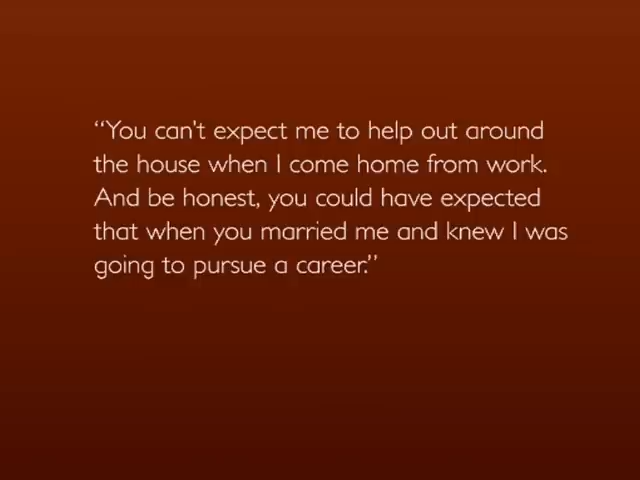 “You can’t expect me to help out around
the house when I come home from work.
And be honest, you could have expected
that when you married me and knew I was
going to pursue a career.”